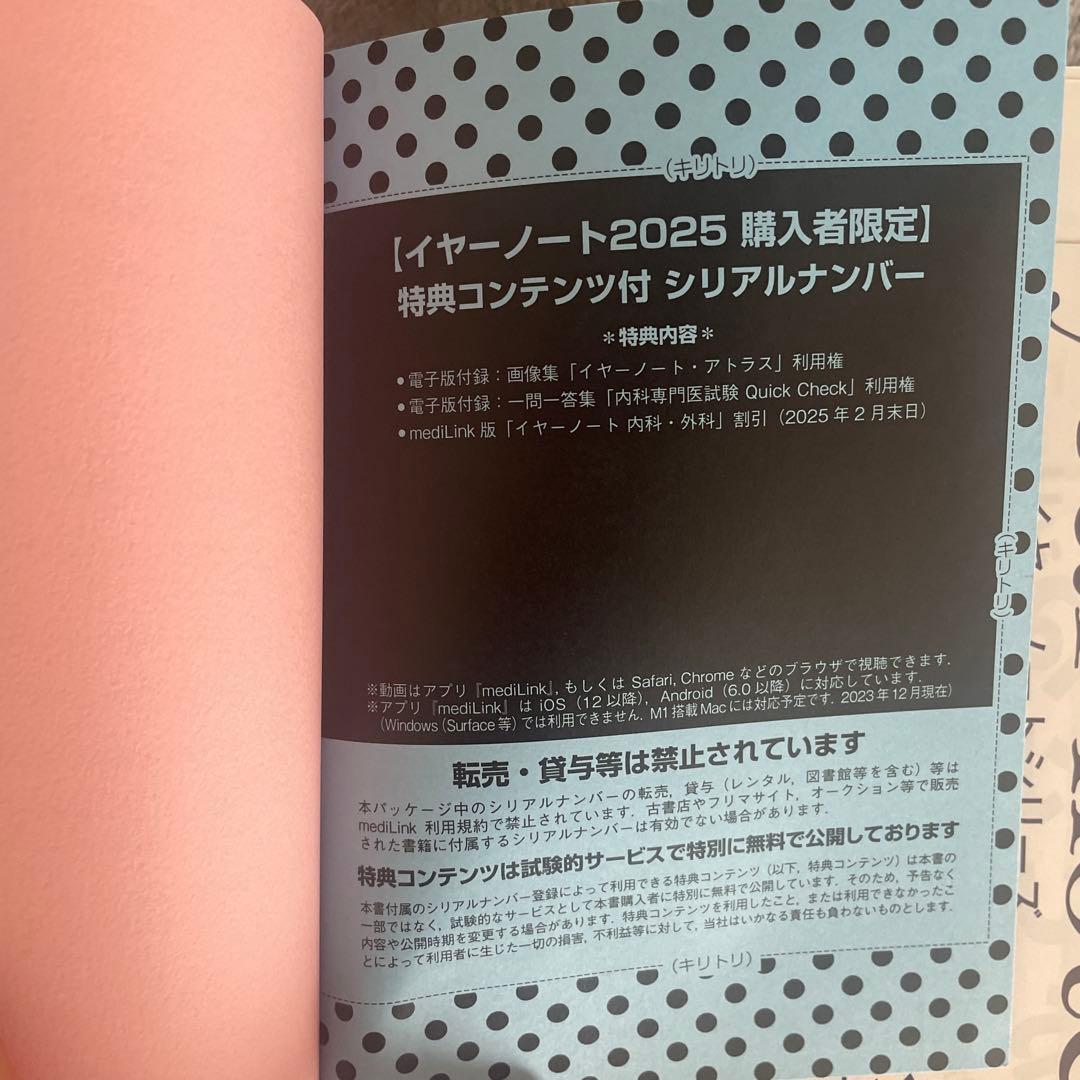 (キリトリ)
【イヤーノート2025 購入者限定】
特典コンテンツ付 シリアルナンバー
＊特典内容＊
●電子版付録：画像集「イヤーノート・アトラス」利用権
●電子版付録：一問一答集「内科専門医試験 Quick Check」利用権
●mediLink 版「イヤーノート 内科・外科」割引（2025 年 2 月末日）
(キリトリ)
※動画はアプリ『mediLink』, もしくは Safari, Chrome などのブラウザで視聴できます．
※アプリ『mediLink』は iOS（12 以降），Android（6.0 以降）に対応しています．
（Windows（Surface 等）では利用できません．M1 搭載 Mac には対応予定です．2023 年 12 月現在）
転売・貸与等は禁止されています
本パッケージ中のシリアルナンバーの転売，貸与（レンタル，図書館等を含む）等は
mediLink 利用規約で禁止されています．古書店やフリマサイト，オークション等で販売
された書籍に付属するシリアルナンバーは有効でない場合があります．
特典コンテンツは試験的サービスで特別に無料で公開しております
本書付属のシリアルナンバー登録によって利用できる特典コンテンツ（以下，特典コンテンツ）は本書の
一部ではなく，試験的なサービスとして本書購入者に特別に無料で公開しています．そのため，予告なく
内容や公開時期を変更する場合があります．特典コンテンツを利用したこと，または利用できなかったこ
とによって利用者に生じた一切の損害，不利益等に対して，当社はいかなる責任も負わないものとします．
(キリトリ)